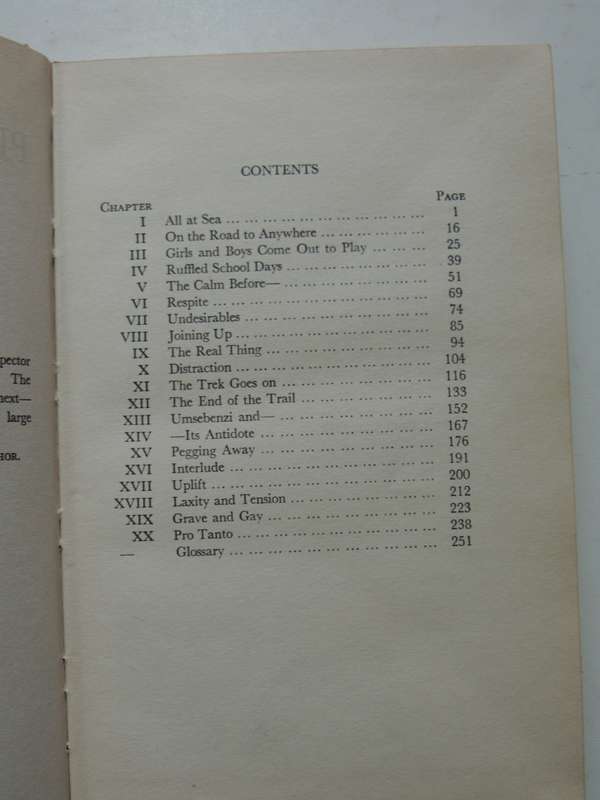 CONTENTS
CHAPTER PAGE
I All at Sea ... ... ... ... ... ... ... ... ... ... ... 1
II On the Road to Anywhere ... ... ... ... ... ... 16
III Girls and Boys Come Out to Play ... ... ... ... 25
IV Ruffled School Days ... ... ... ... ... ... ... ... 39
V The Calm Before— ... ... ... ... ... ... ... ... 51
VI Respite ... ... ... ... ... ... ... ... ... ... ... ... 69
VII Undesirables ... ... ... ... ... ... ... ... ... ... 74
VIII Joining Up ... ... ... ... ... ... ... ... ... ... ... 85
IX The Real Thing ... ... ... ... ... ... ... ... ... 94
X Distraction ... ... ... ... ... ... ... ... ... ... ... 104
XI The Trek Goes on ... ... ... ... ... ... ... ... 116
XII The End of the Trail ... ... ... ... ... ... ... 133
XIII Umsebenzi and— ... ... ... ... ... ... ... ... 152
XIV —Its Antidote ... ... ... ... ... ... ... ... ... 167
XV Pegging Away ... ... ... ... ... ... ... ... ... 176
XVI Interlude ... ... ... ... ... ... ... ... ... ... ... 191
XVII Uplift ... ... ... ... ... ... ... ... ... ... ... ... 200
XVIII Laxity and Tension ... ... ... ... ... ... ... 212
XIX Grave and Gay ... ... ... ... ... ... ... ... ... 223
XX Pro Tanto ... ... ... ... ... ... ... ... ... ... 238
— Glossary ... ... ... ... ... ... ... ... ... ... 251
The
large